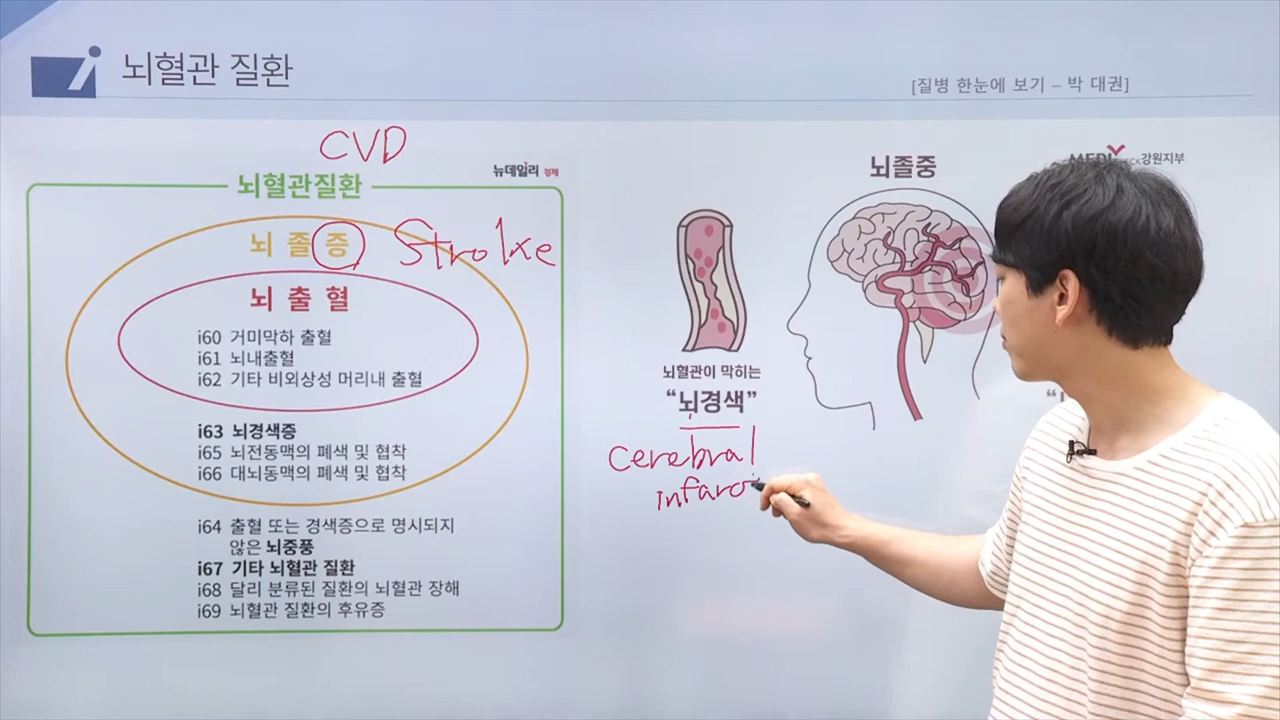 뇌혈관 질환
[질병 한눈에 보기 – 박 대권]
CVD
뉴데일리 경제
뇌혈관질환
뇌 졸 증 Stroke
뇌 출 혈
i60 거미막하 출혈
i61 뇌내출혈
i62 기타 비외상성 머리내 출혈
i63 뇌경색증
i65 뇌전동맥의 폐색 및 협착
i66 대뇌동맥의 폐색 및 협착
i64 출혈 또는 경색증으로 명시되지
않은 뇌중풍
i67 기타 뇌혈관 질환
i68 달리 분류된 질환의 뇌혈관 장해
i69 뇌혈관 질환의 후유증
뇌졸중
강원지부
뇌혈관이 막히는
“뇌경색”
cerebral
infarc